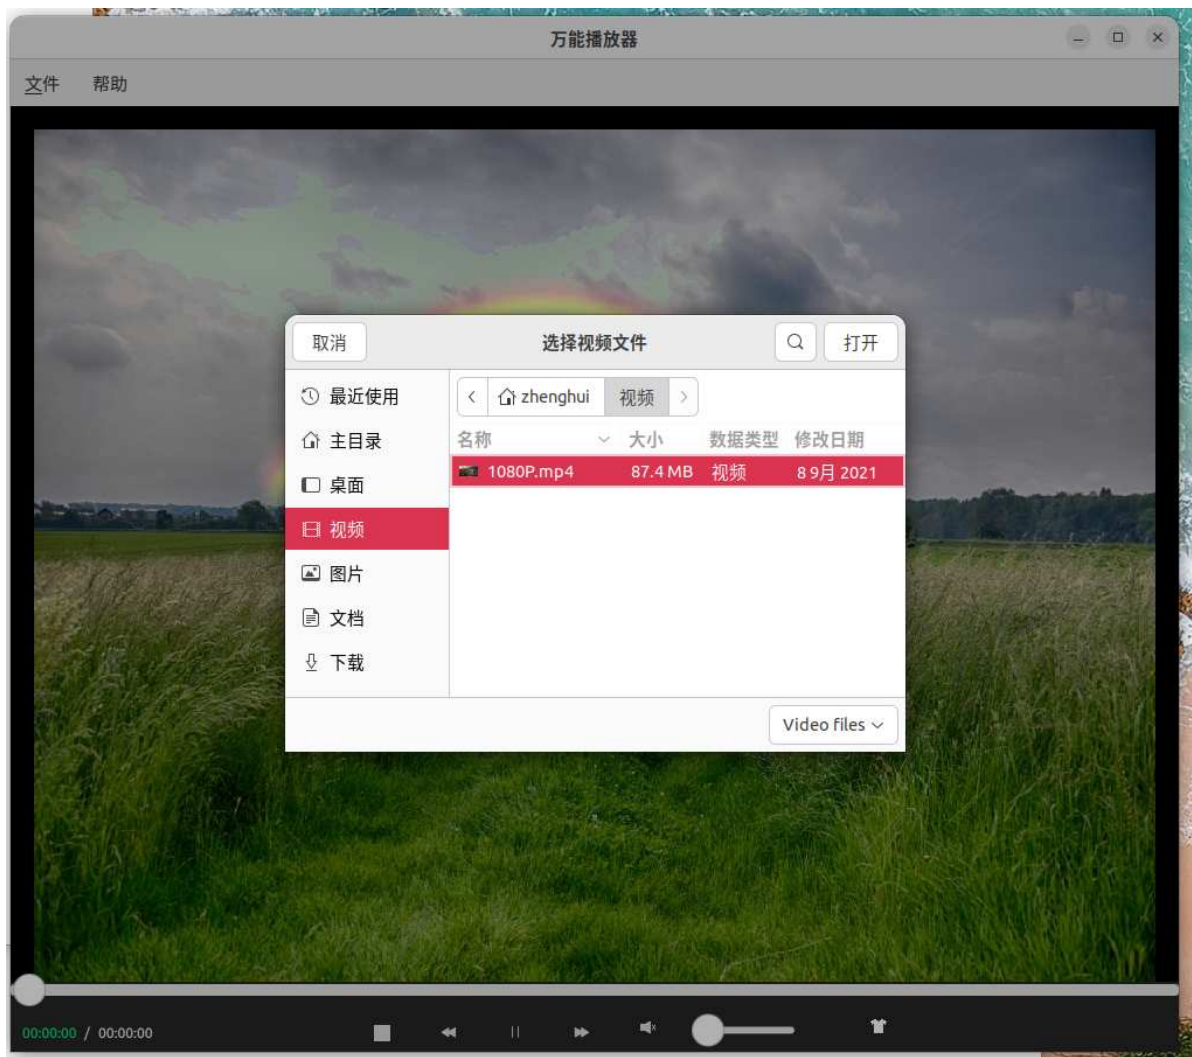 万能播放器
文件 帮助
取消 选择视频文件 打开
最近使用
主目录
桌面
视频
图片
文档
下载
zhenghui 视频
名称 大小 数据类型 修改日期
1080P.mp4 87.4 MB 视频 8 9月 2021
Video files
00:00:00 / 00:00:00